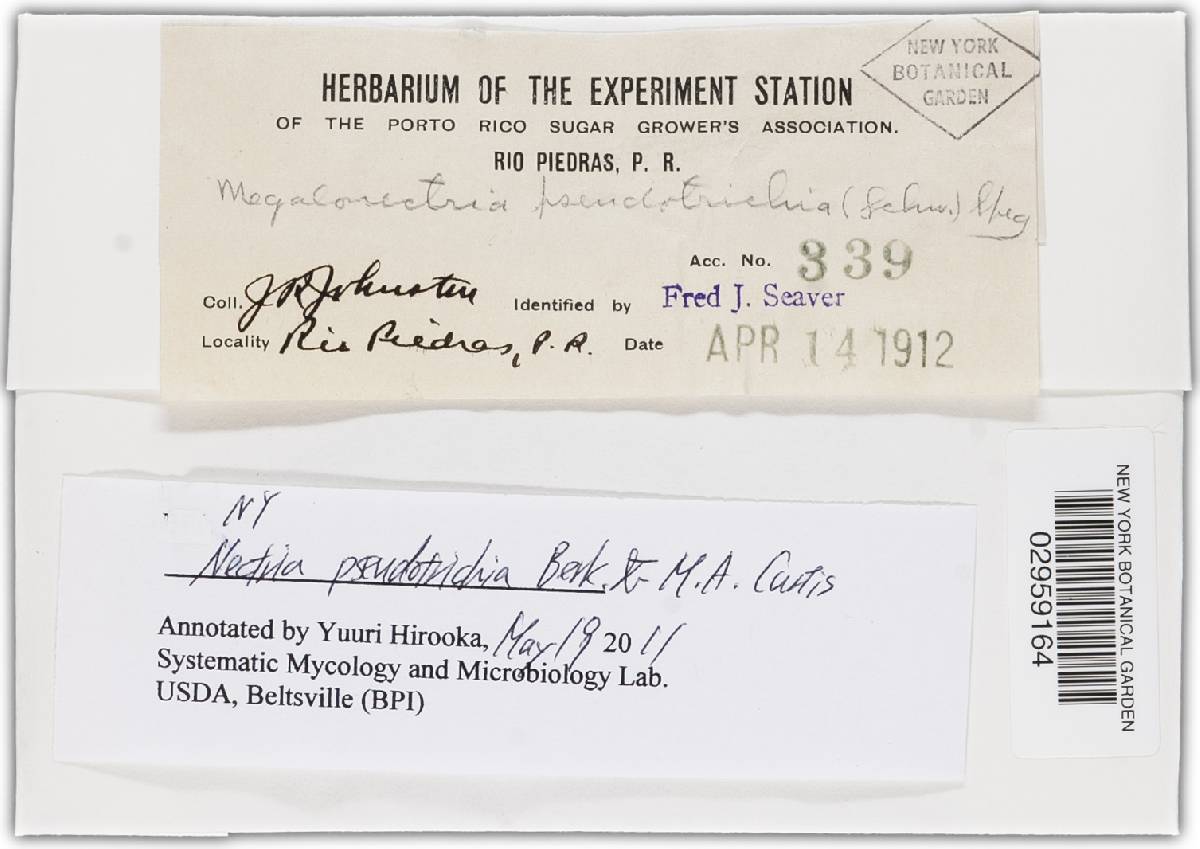 NEW YORK
BOTANICAL
GARDEN
HERBARIUM OF THE EXPERIMENT STATION
OF THE PORTO RICO SUGAR GROWER'S ASSOCIATION.
RIO PIEDRAS, P. R.
Megalonectria pseudotrichia (Schw.) Speg
Acc. No. 339
Coll. J R Johnston Identified by Fred J. Seaver
Locality Rio Piedras, P. R. Date APR 14 1912
NY
Nectria pseudotrichia Berk. & M.A. Curtis
Annotated by Yuuri Hirooka, May 19 2011
Systematic Mycology and Microbiology Lab.
USDA, Beltsville (BPI)
NEW YORK BOTANICAL GARDEN
02959164